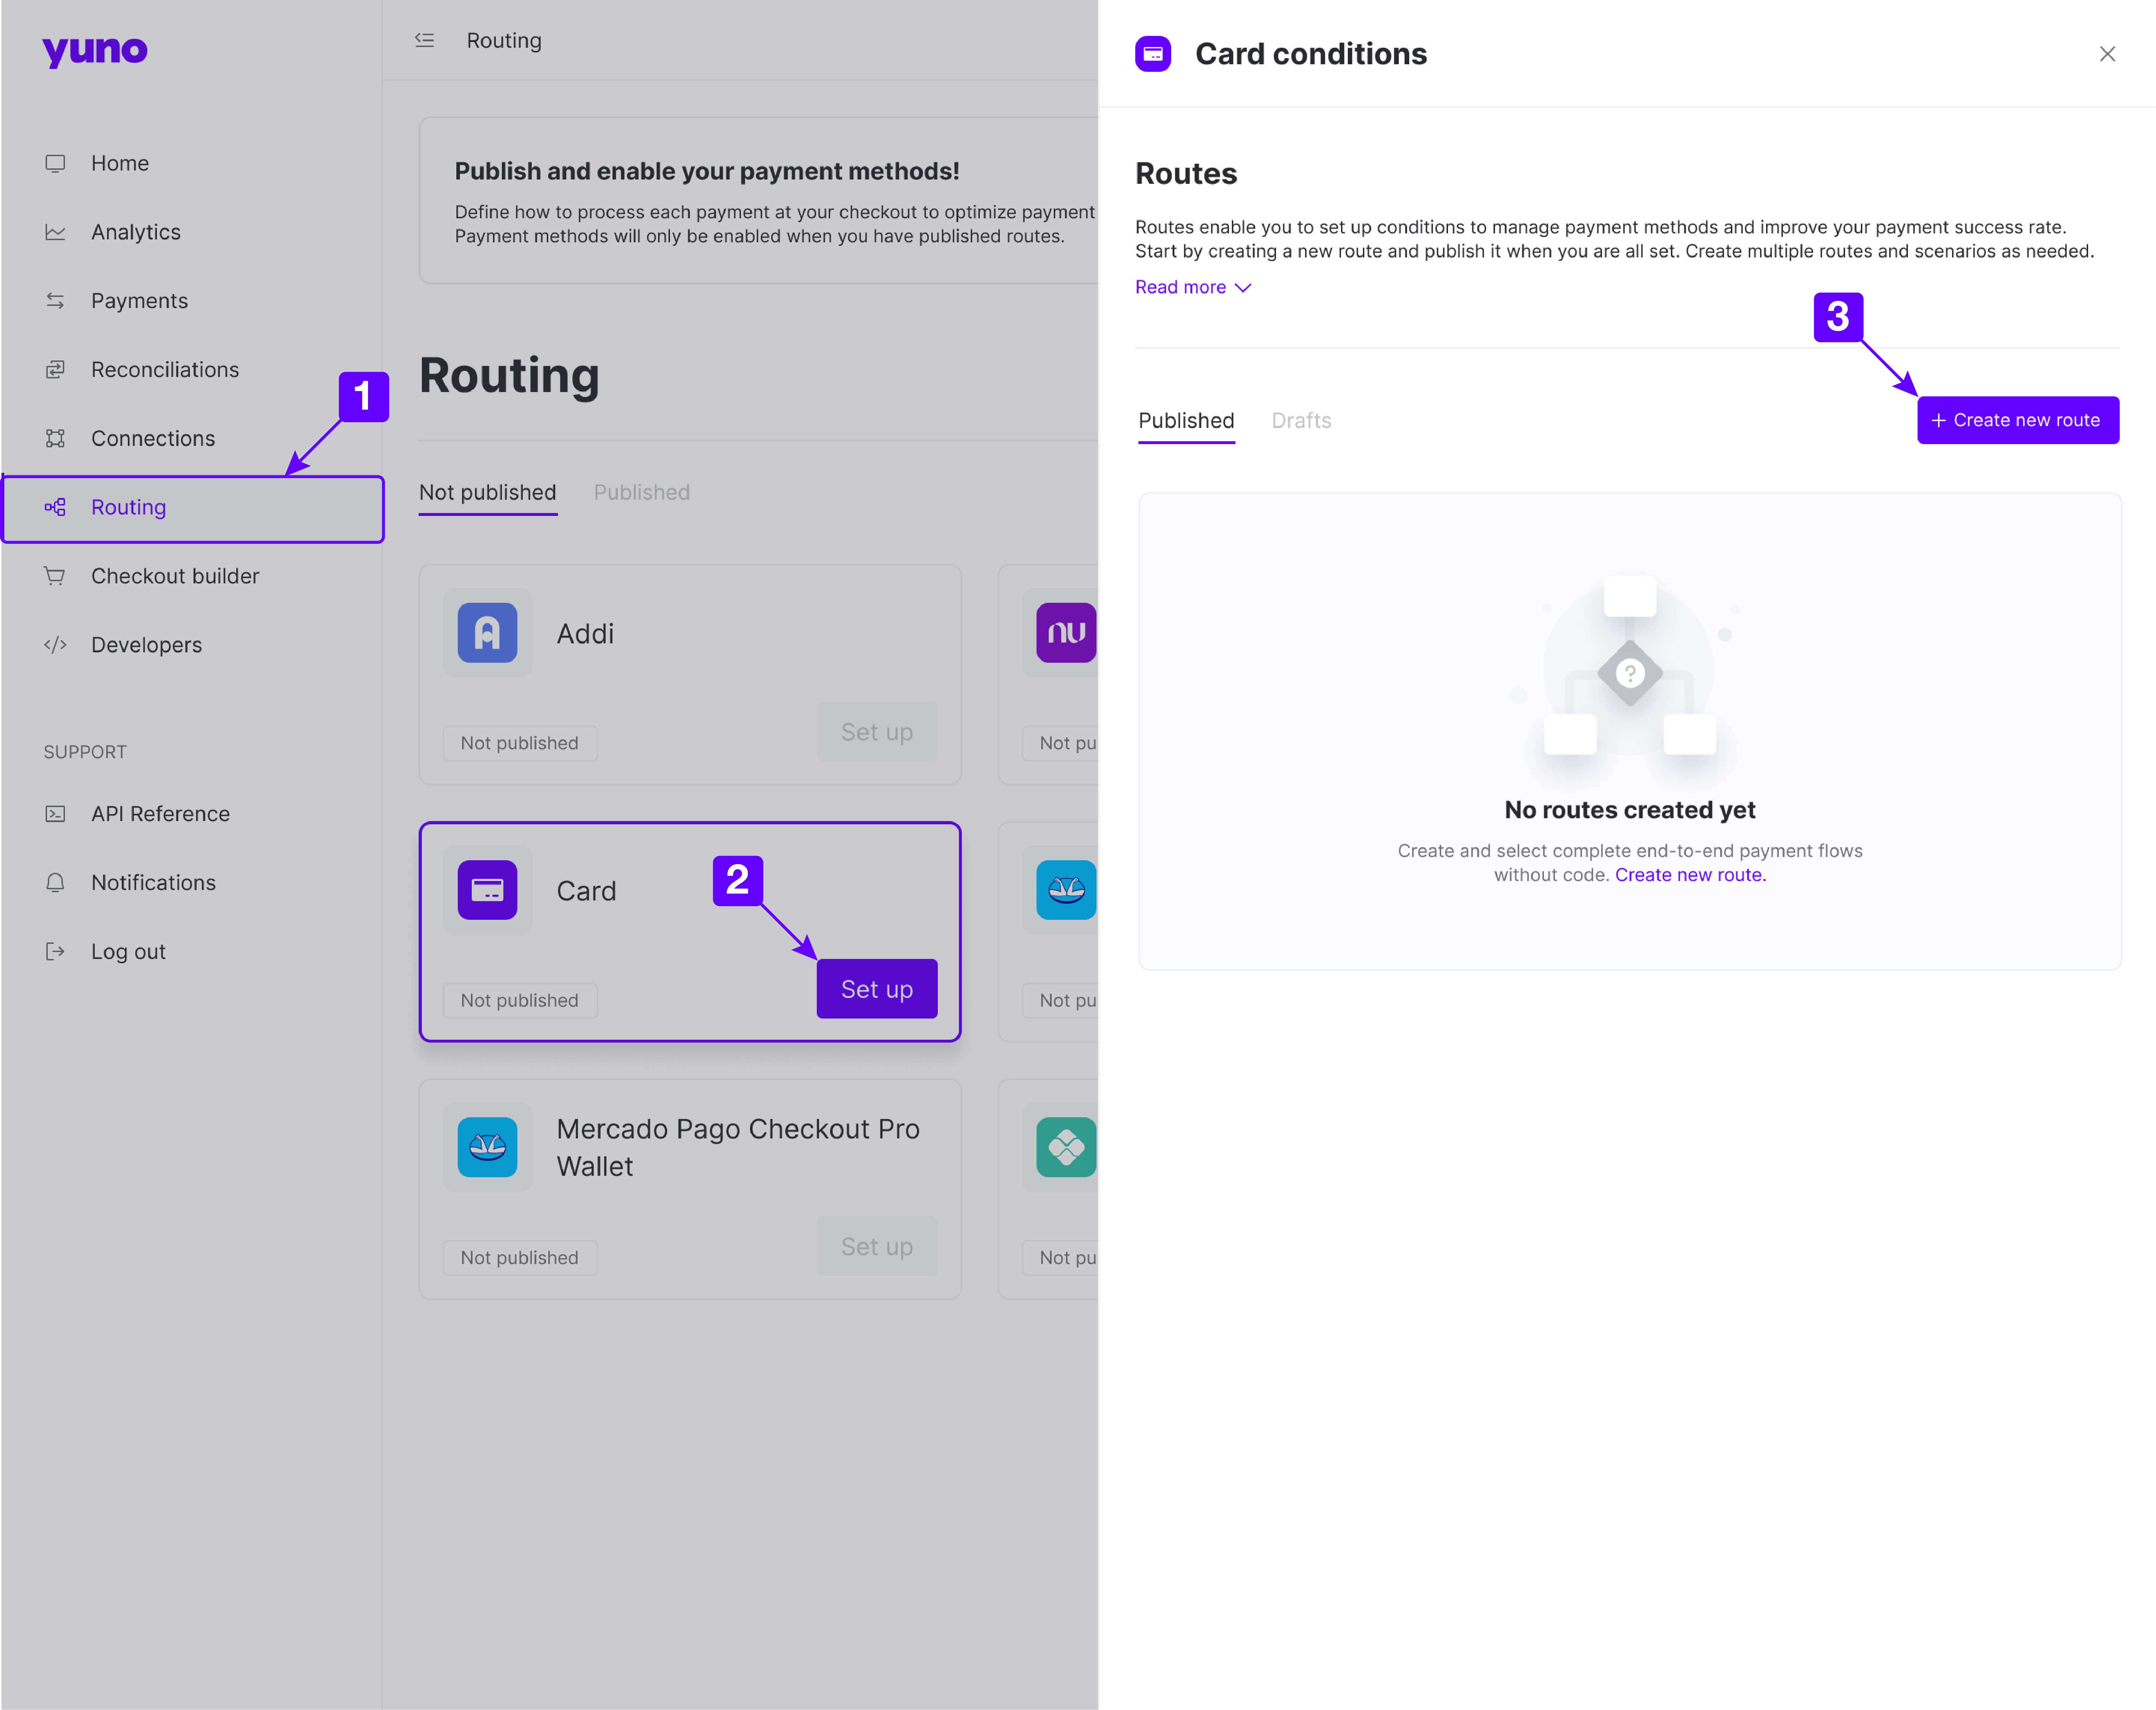 yuno
Home
Analytics
Payments
Reconciliations
1
Connections
Routing
Checkout builder
Developers
SUPPORT
API Reference
Notifications
Log out
Routing
Publish and enable your payment methods!
Define how to process each payment at your checkout to optimize payment
Payment methods will only be enabled when you have published routes.
Routing
Not published
Published
Addi
Not published
Set up
nu
Not pu
Card
2
Not published
Set up
Not pu
Mercado Pago Checkout Pro
Wallet
Not published
Set up
Not pu
Card conditions
Routes
Routes enable you to set up conditions to manage payment methods and improve your payment success rate.
Start by creating a new route and publish it when you are all set. Create multiple routes and scenarios as needed.
Read more
3
Published
Drafts
+ Create new route
?
No routes created yet
Create and select complete end-to-end payment flows
without code. Create new route.